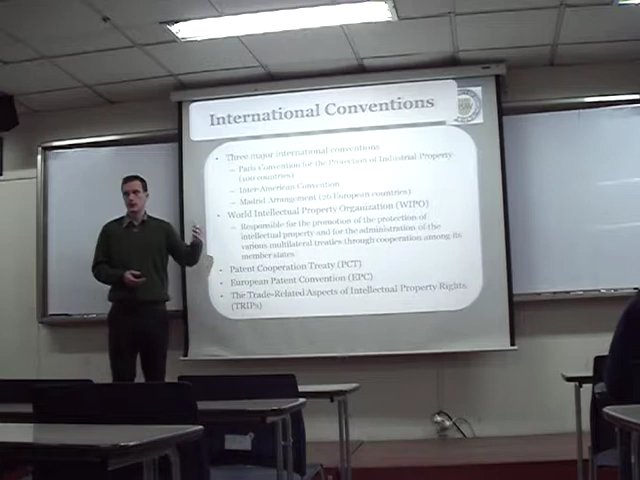 International Conventions
• Three major international conventions
– Paris Convention for the Protection of Industrial Property
(100 countries)
– Inter-American Convention
– Madrid Arrangement (26 European countries)
• World Intellectual Property Organization (WIPO)
– Responsible for the promotion of the protection of
intellectual property and for the administration of the
various multilateral treaties through cooperation among its
member states
• Patent Cooperation Treaty (PCT)
• European Patent Convention (EPC)
• The Trade-Related Aspects of Intellectual Property Rights
(TRIPs)